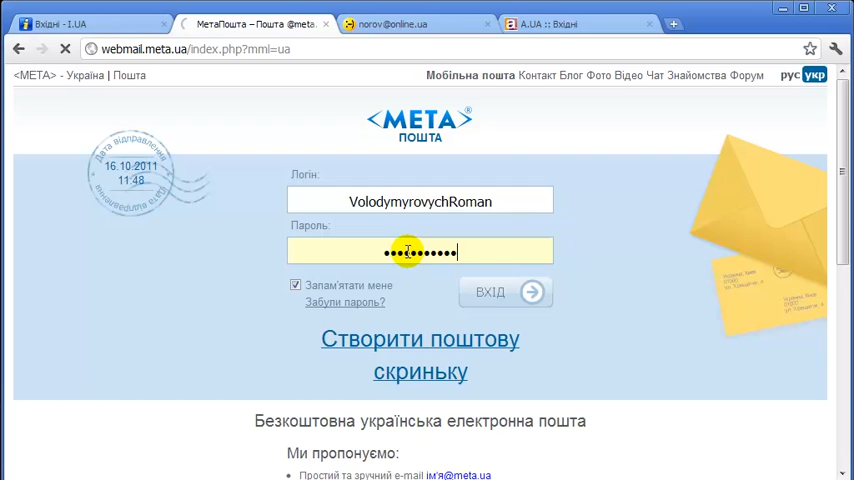 Вхідні - I.UA
МетаПошта – Пошта @meta.
norov@online.ua
A.UA :: Вхідні
webmail.meta.ua/index.php?mml=ua
<META> - Україна | Пошта
Мобільна пошта Контакт Блог Фото Відео Чат Знайомства Форум
рус укр
<META>®
ПОШТА
Дата відправлення
16.10.2011
11:48
Дата відправлення
Логін:
VolodymyrovychRoman
Пароль:
•••••••••••
Запам'ятати мене
Забули пароль?
ВХІД
Створити поштову
скриньку
Безкоштовна українська електронна пошта
Ми пропонуємо:
• Простий та зручний e-mail ім'я@meta.ua